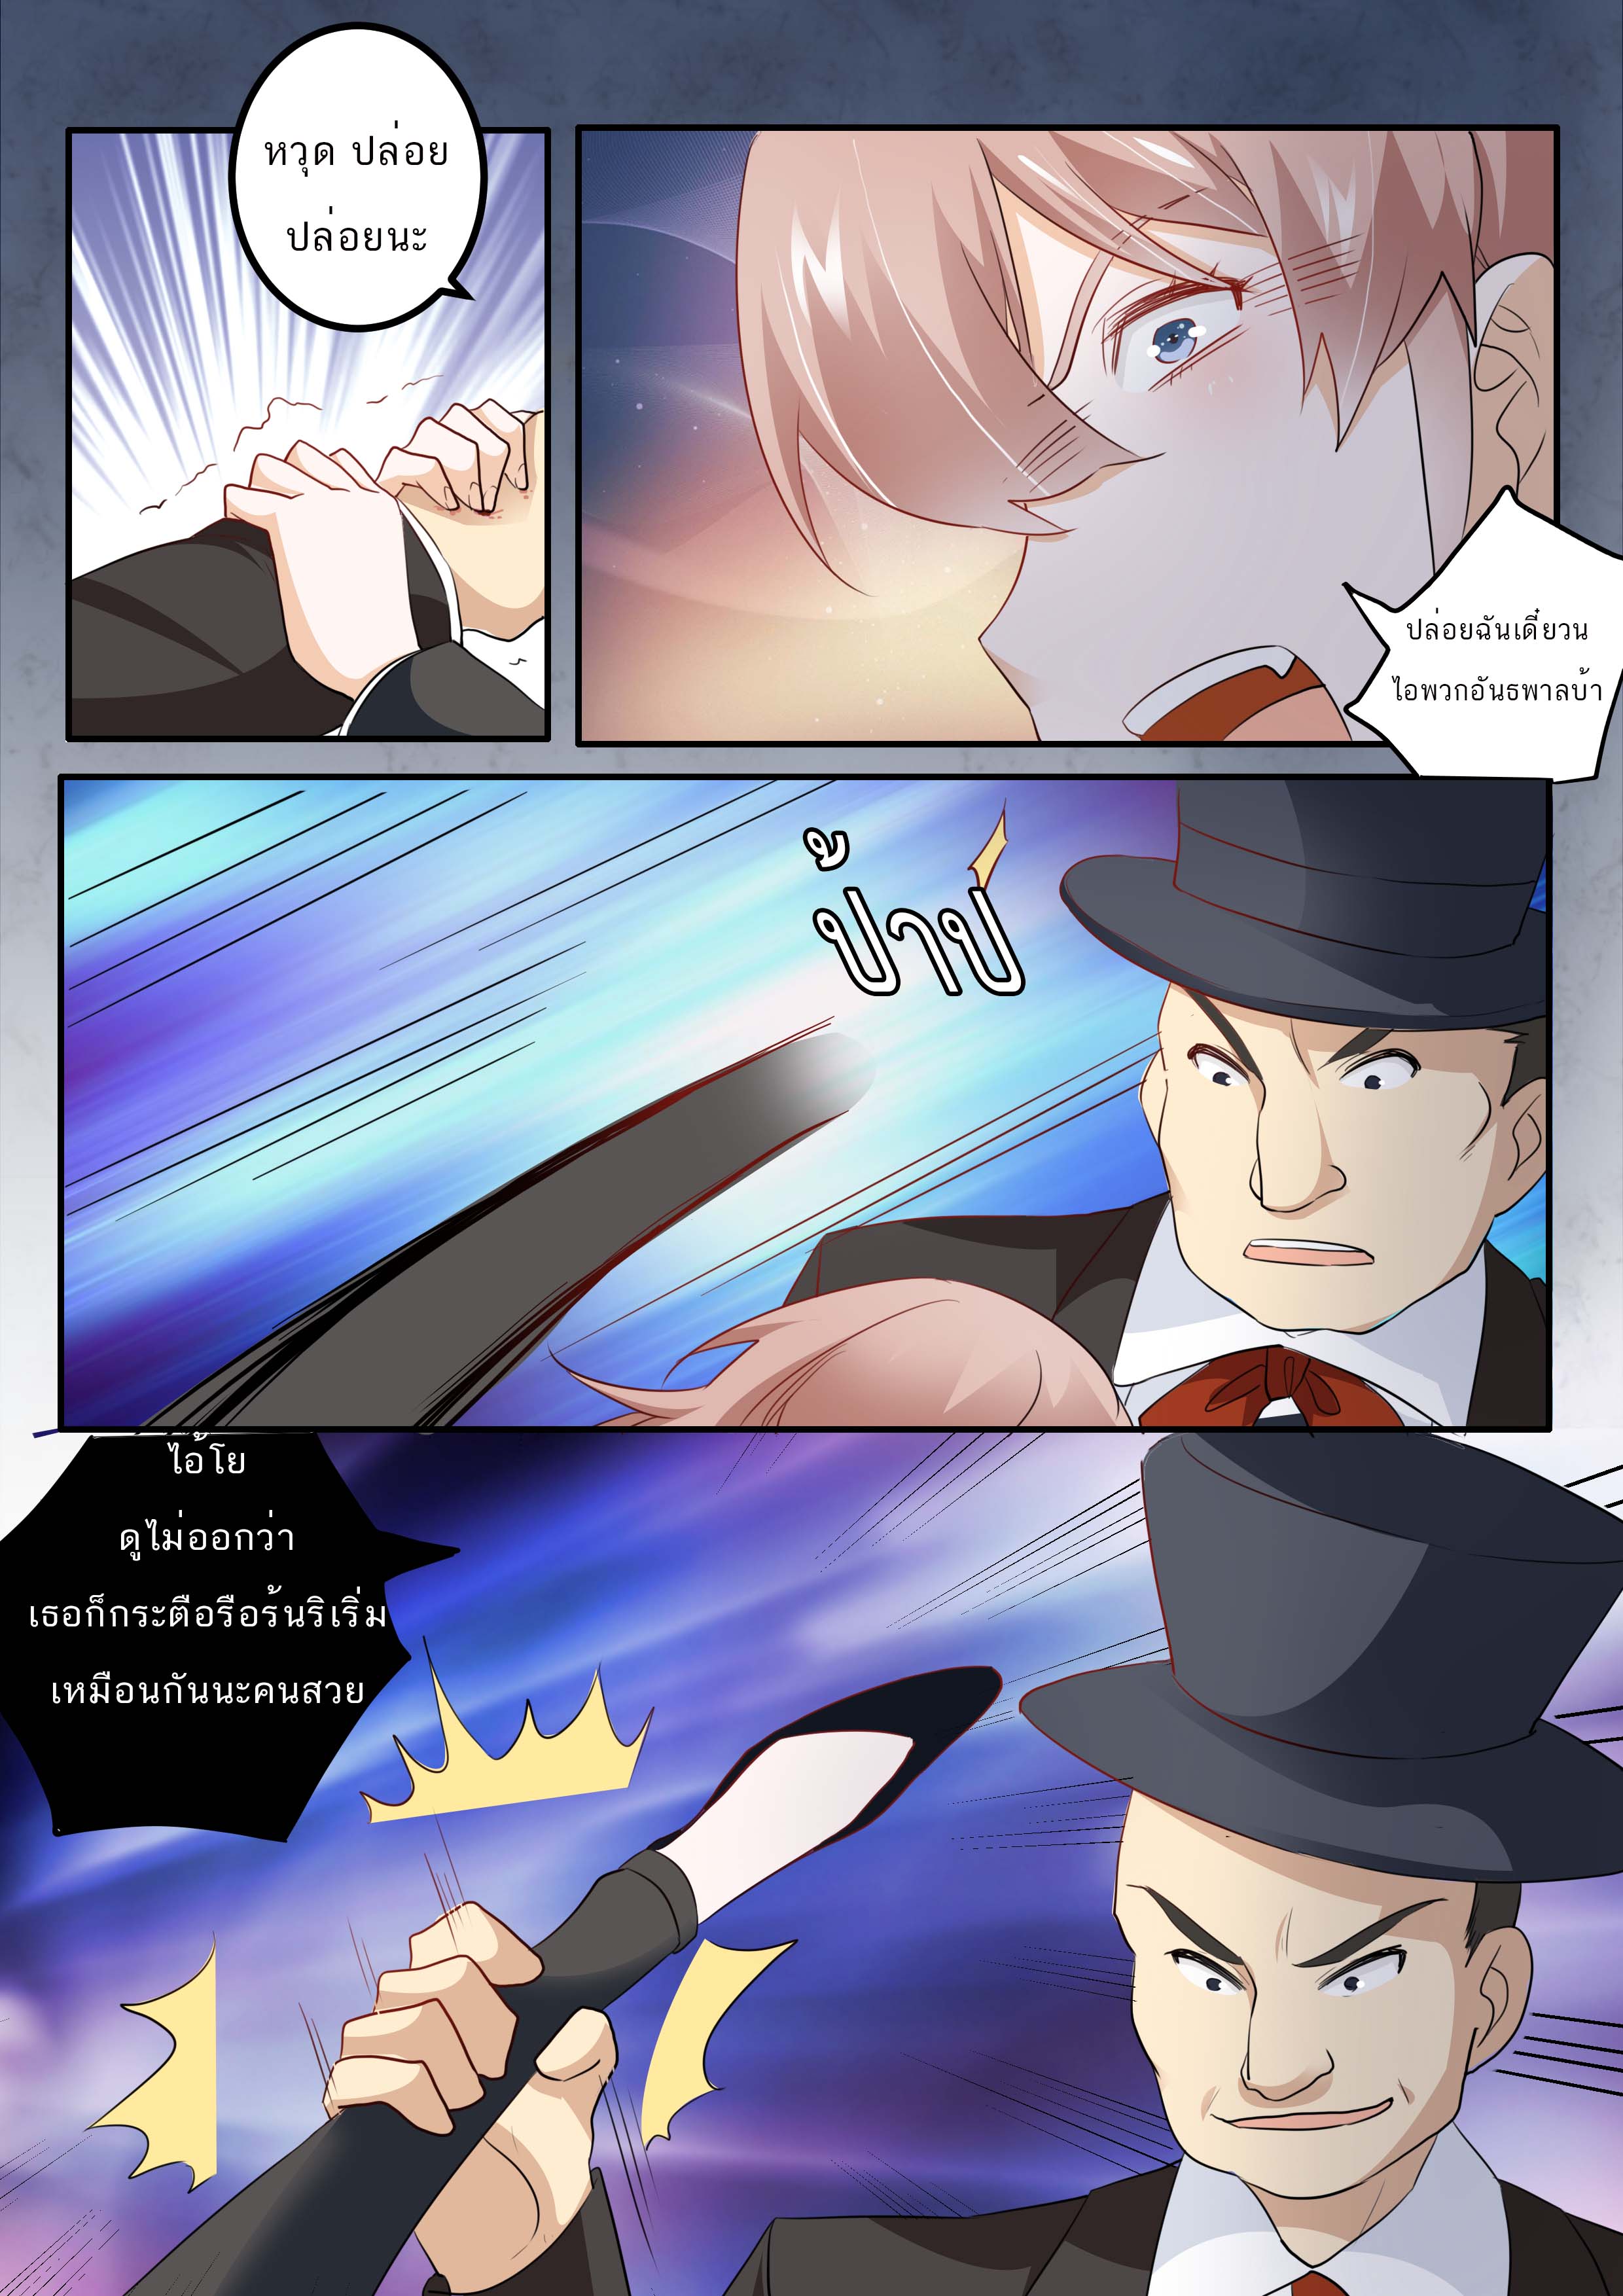 หวุด ปล่อย
ปล่อยนะ
ปล่อยฉันเดี๋ยวน
ไอพวกอันธพาลบ้า
ป้าป
ไอ้โย
ดูไม่ออกว่า
เธอก็กระตือรือร้นริเริ่ม
เหมือนกันนะคนสวย